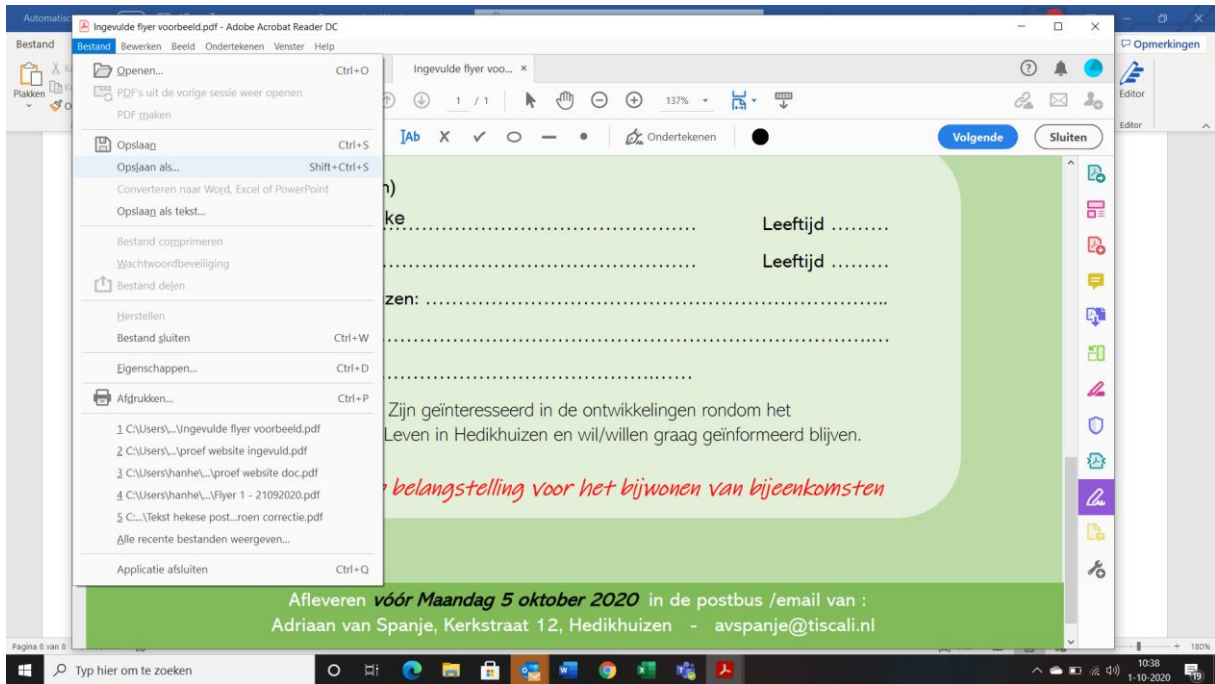 Automatisc
Ingevulde flyer voorbeeld.pdf - Adobe Acrobat Reader DC
Bestand
Bestand Bewerken Beeld Ondertekenen Venster Help
Opmerkingen
Plakken
Editor
Editor
Openen... Ctrl+O
PDF's uit de vorige sessie weer openen
PDF maken
Opslaan Ctrl+S
Opslaan als... Shift+Ctrl+S
Converteren naar Word, Excel of PowerPoint
Opslaan als tekst...
Bestand comprimeren
Wachtwoordbeveiliging
Bestand delen
Herstellen
Bestand sluiten Ctrl+W
Eigenschappen... Ctrl+D
Afdrukken... Ctrl+P
1 C:\Users\...\Ingevulde flyer voorbeeld.pdf
2 C:\Users\...\proef website ingevuld.pdf
3 C:\Users\hanhe\...\proef website doc.pdf
4 C:\Users\hanhe\...\Flyer 1 - 21092020.pdf
5 C:...\Tekst hekese post...roen correctie.pdf
Alle recente bestanden weergeven...
Applicatie afsluiten Ctrl+Q
Ingevulde flyer voo... ×
1 / 1 137%
Ab Ondertekenen Volgende Sluiten
n)
ke.......................................... Leeftijd .........
.......................................... Leeftijd .........
zen: ................................................................
................................................................
..........................................
Zijn geïnteresseerd in de ontwikkelingen rondom het
Leven in Hedikhuizen en wil/willen graag geïnformeerd blijven.
belangstelling voor het bijwonen van bijeenkomsten
Afleveren vóór Maandag 5 oktober 2020 in de postbus /email van :
Adriaan van Spanje, Kerkstraat 12, Hedikhuizen - avspanje@tiscali.nl
Pagina 8 van 8
180%
Typ hier om te zoeken
10:38
1-10-2020
19